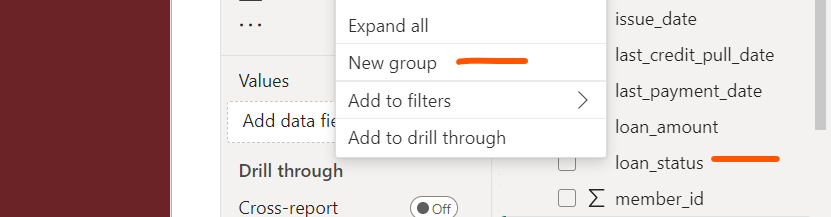 ...
Values
Add data fie
Drill through
Cross-report
Off
Expand all
New group
Add to filters
Add to drill through
issue_date
last_credit_pull_date
last_payment_date
loan_amount
loan_status
Σ member_id